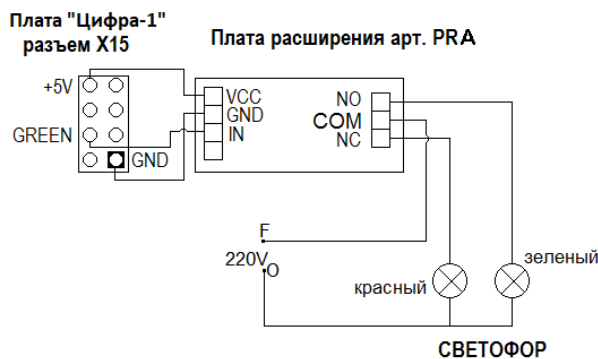 Плата "Цифра-1"
разъем X15
Плата расширения арт. PRA
+5V
GREEN
GND
VCC
GND
IN
NO
COM
NC
F
220V
O
красный
зеленый
СВЕТОФОР